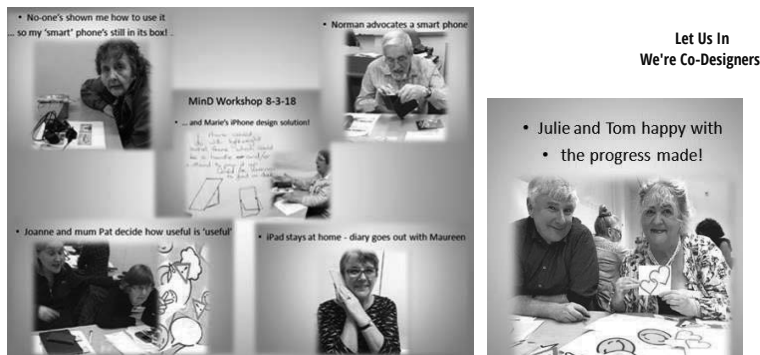 • No-one's shown me how to use it
... so my 'smart' phone's still in its box!
• Norman advocates a smart phone
MinD Workshop 8-3-18
• ... and Marie's iPhone design solution!
• Joanne and mum Pat decide how useful is 'useful'
• iPad stays at home - diary goes out with Maureen
Let Us In
We're Co-Designers
• Julie and Tom happy with
• the progress made!